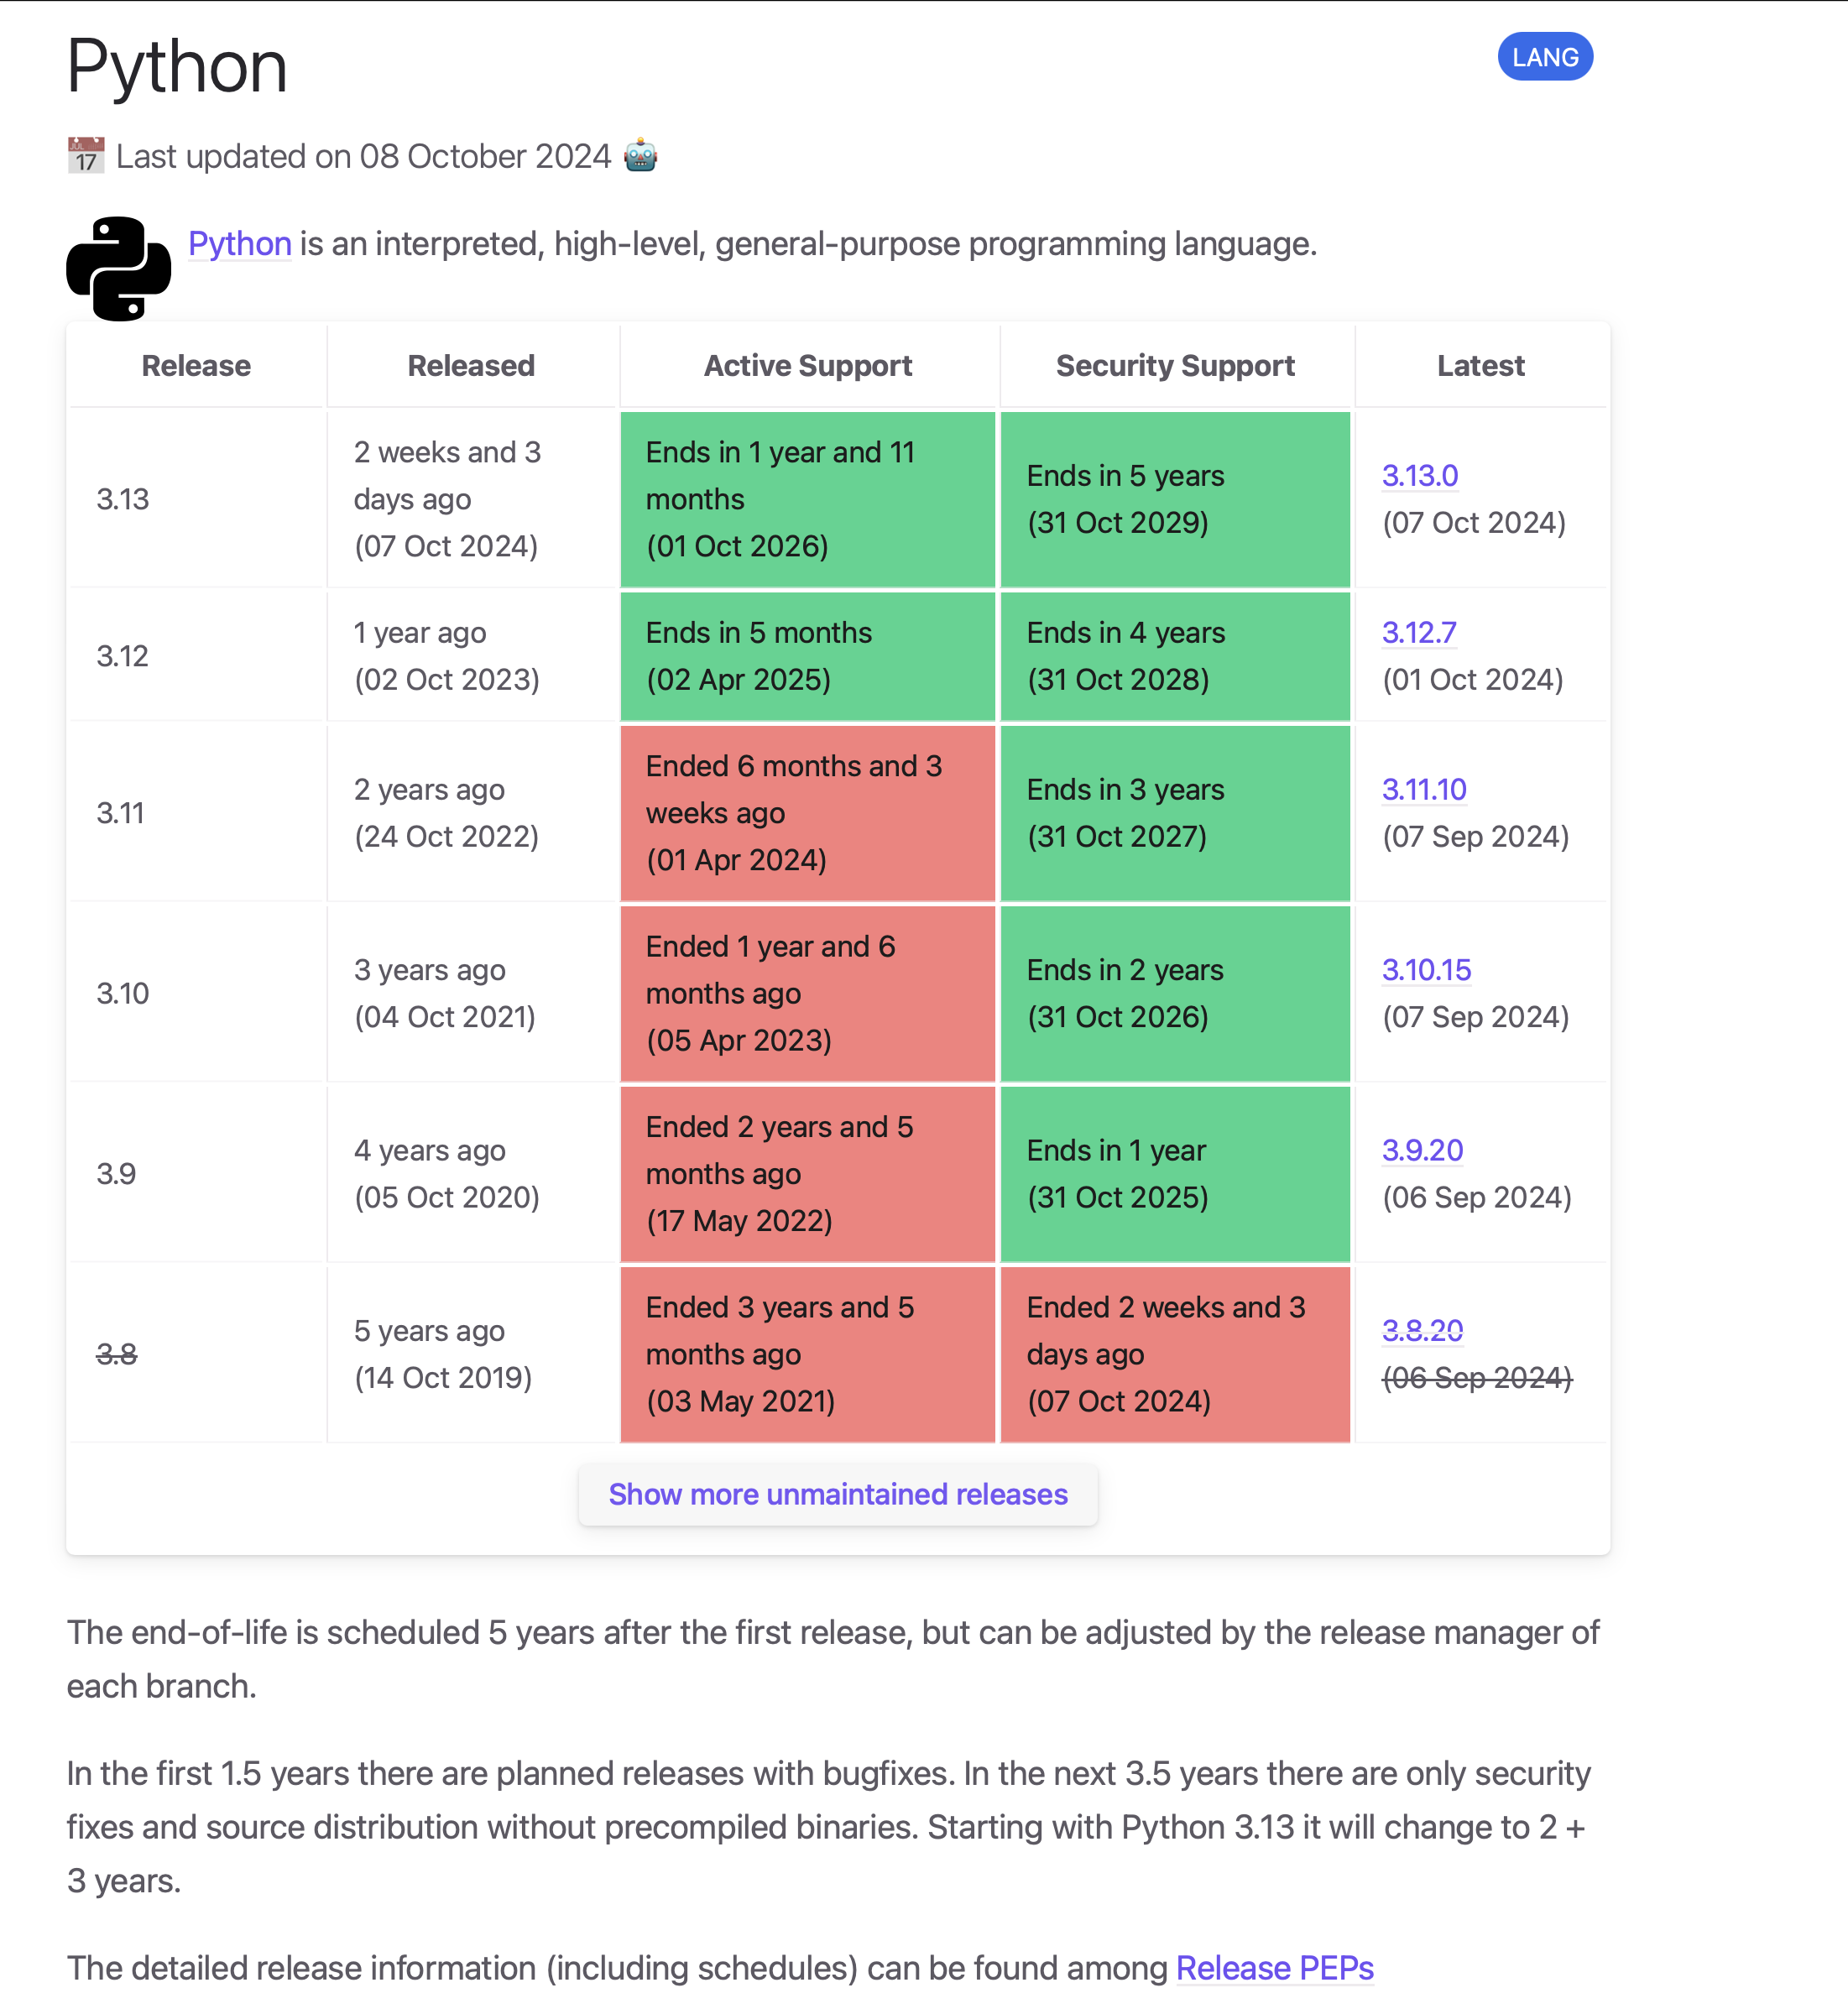 Python
LANG
JUL 17 Last updated on 08 October 2024
Python is an interpreted, high-level, general-purpose programming language.
Release Released Active Support Security Support Latest
3.13
2 weeks and 3
days ago
(07 Oct 2024)
Ends in 1 year and 11
months
(01 Oct 2026)
Ends in 5 years
(31 Oct 2029)
3.13.0
(07 Oct 2024)
3.12
1 year ago
(02 Oct 2023)
Ends in 5 months
(02 Apr 2025)
Ends in 4 years
(31 Oct 2028)
3.12.7
(01 Oct 2024)
3.11
2 years ago
(24 Oct 2022)
Ended 6 months and 3
weeks ago
(01 Apr 2024)
Ends in 3 years
(31 Oct 2027)
3.11.10
(07 Sep 2024)
3.10
3 years ago
(04 Oct 2021)
Ended 1 year and 6
months ago
(05 Apr 2023)
Ends in 2 years
(31 Oct 2026)
3.10.15
(07 Sep 2024)
3.9
4 years ago
(05 Oct 2020)
Ended 2 years and 5
months ago
(17 May 2022)
Ends in 1 year
(31 Oct 2025)
3.9.20
(06 Sep 2024)
3.8
5 years ago
(14 Oct 2019)
Ended 3 years and 5
months ago
(03 May 2021)
Ended 2 weeks and 3
days ago
(07 Oct 2024)
3.8.20
(06 Sep 2024)
Show more unmaintained releases
The end-of-life is scheduled 5 years after the first release, but can be adjusted by the release manager of
each branch.
In the first 1.5 years there are planned releases with bugfixes. In the next 3.5 years there are only security
fixes and source distribution without precompiled binaries. Starting with Python 3.13 it will change to 2 +
3 years.
The detailed release information (including schedules) can be found among Release PEPs